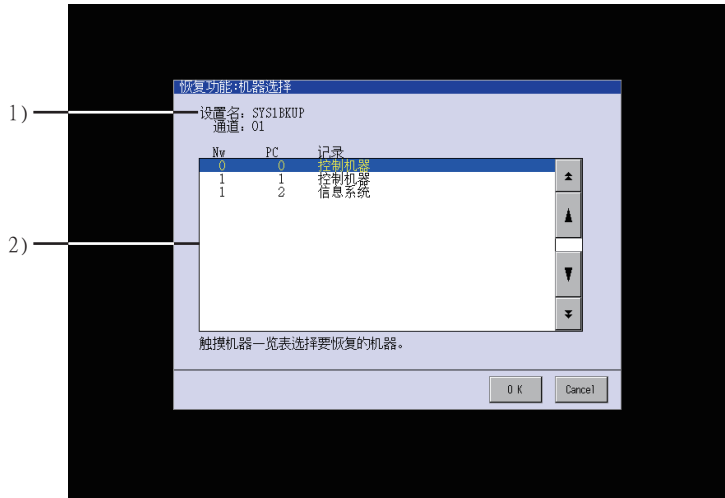 恢复功能:机器选择
1)
设置名: SYS1BKUP
通道: 01
Nw PC 记录
0 0 控制机器
1 1 控制机器
1 2 信息系统
2)
触摸机器一览表选择要恢复的机器。
OK Cancel